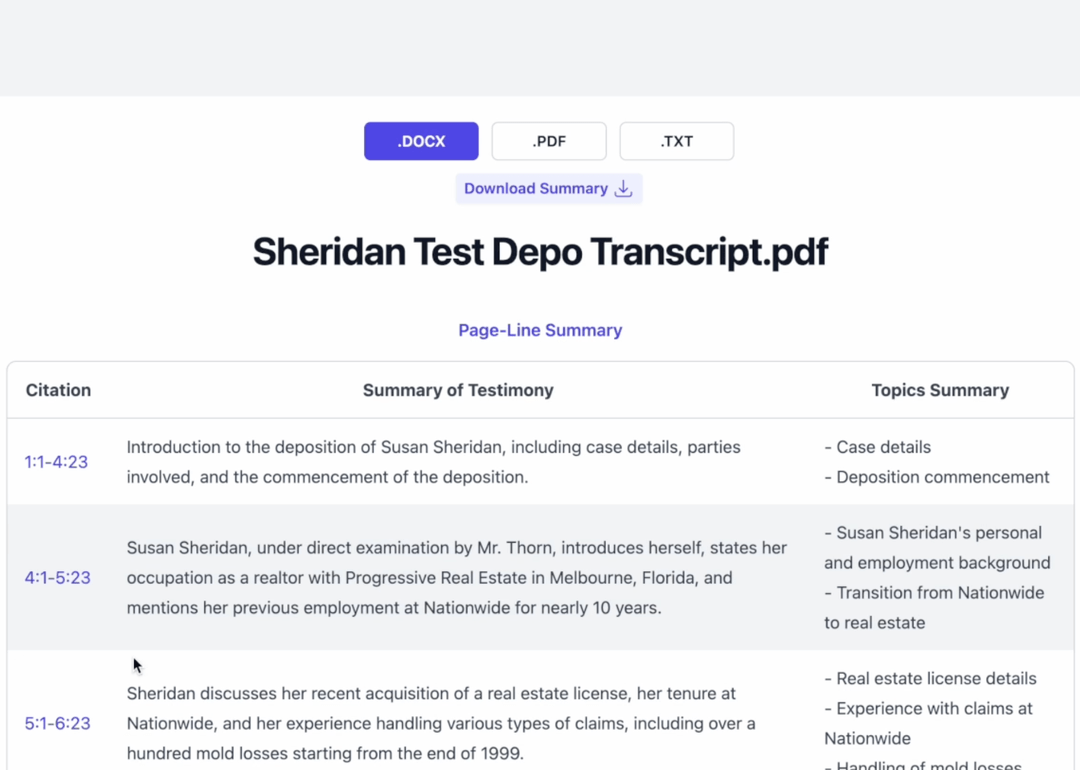 .DOCX
.PDF
.TXT
Download Summary
Sheridan Test Depo Transcript.pdf
Page-Line Summary
Citation
Summary of Testimony
Topics Summary
1:1-4:23
Introduction to the deposition of Susan Sheridan, including case details, parties
involved, and the commencement of the deposition.
- Case details
- Deposition commencement
4:1-5:23
Susan Sheridan, under direct examination by Mr. Thorn, introduces herself, states her
occupation as a realtor with Progressive Real Estate in Melbourne, Florida, and
mentions her previous employment at Nationwide for nearly 10 years.
- Susan Sheridan's personal
and employment background
- Transition from Nationwide
to real estate
5:1-6:23
Sheridan discusses her recent acquisition of a real estate license, her tenure at
Nationwide, and her experience handling various types of claims, including over a
hundred mold losses starting from the end of 1999.
- Real estate license details
- Experience with claims at
Nationwide
- Handling of mold losses